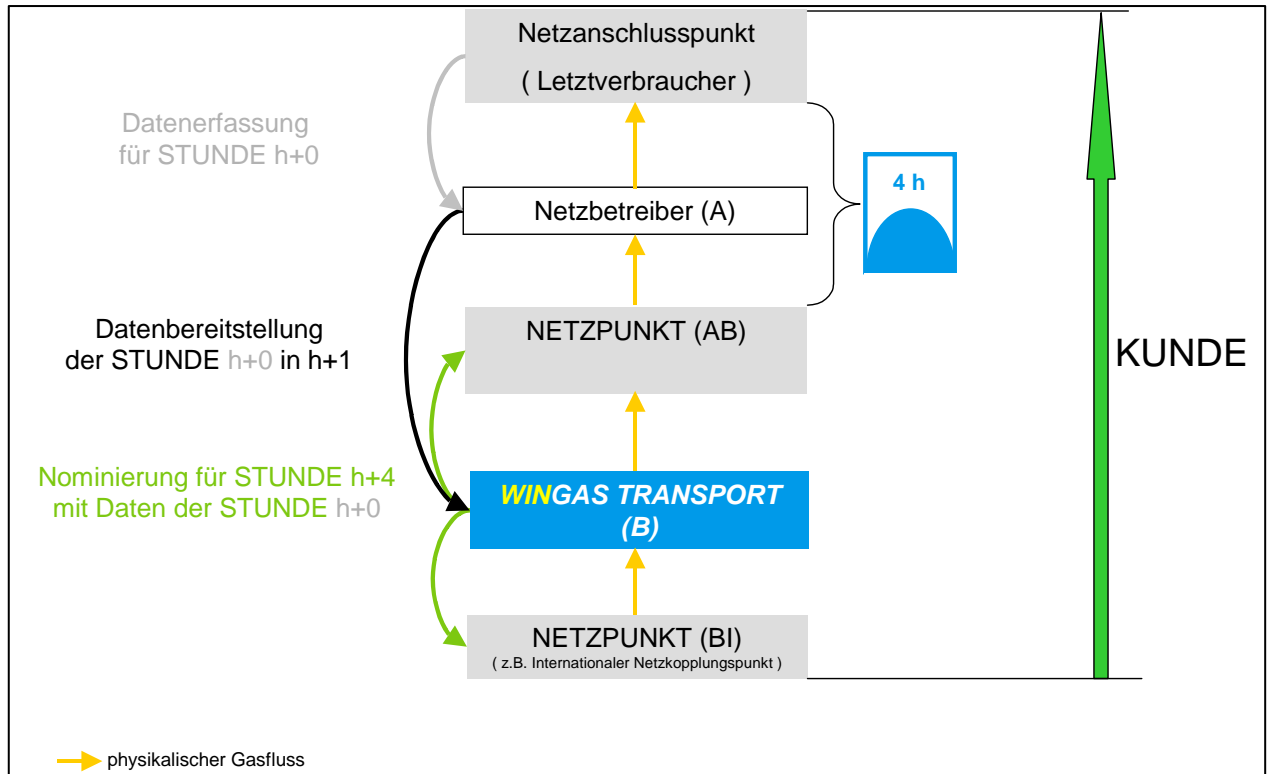 Netzanschlusspunkt
( Letztverbraucher )
Datenerfassung
für STUNDE h+0
4 h
Netzbetreiber (A)
Datenbereitstellung
der STUNDE h+0 in h+1
NETZPUNKT (AB)
KUNDE
Nominierung für STUNDE h+4
mit Daten der STUNDE h+0
WINGAS TRANSPORT
(B)
NETZPUNKT (BI)
( z.B. Internationaler Netzkopplungspunkt )
physikalischer Gasfluss